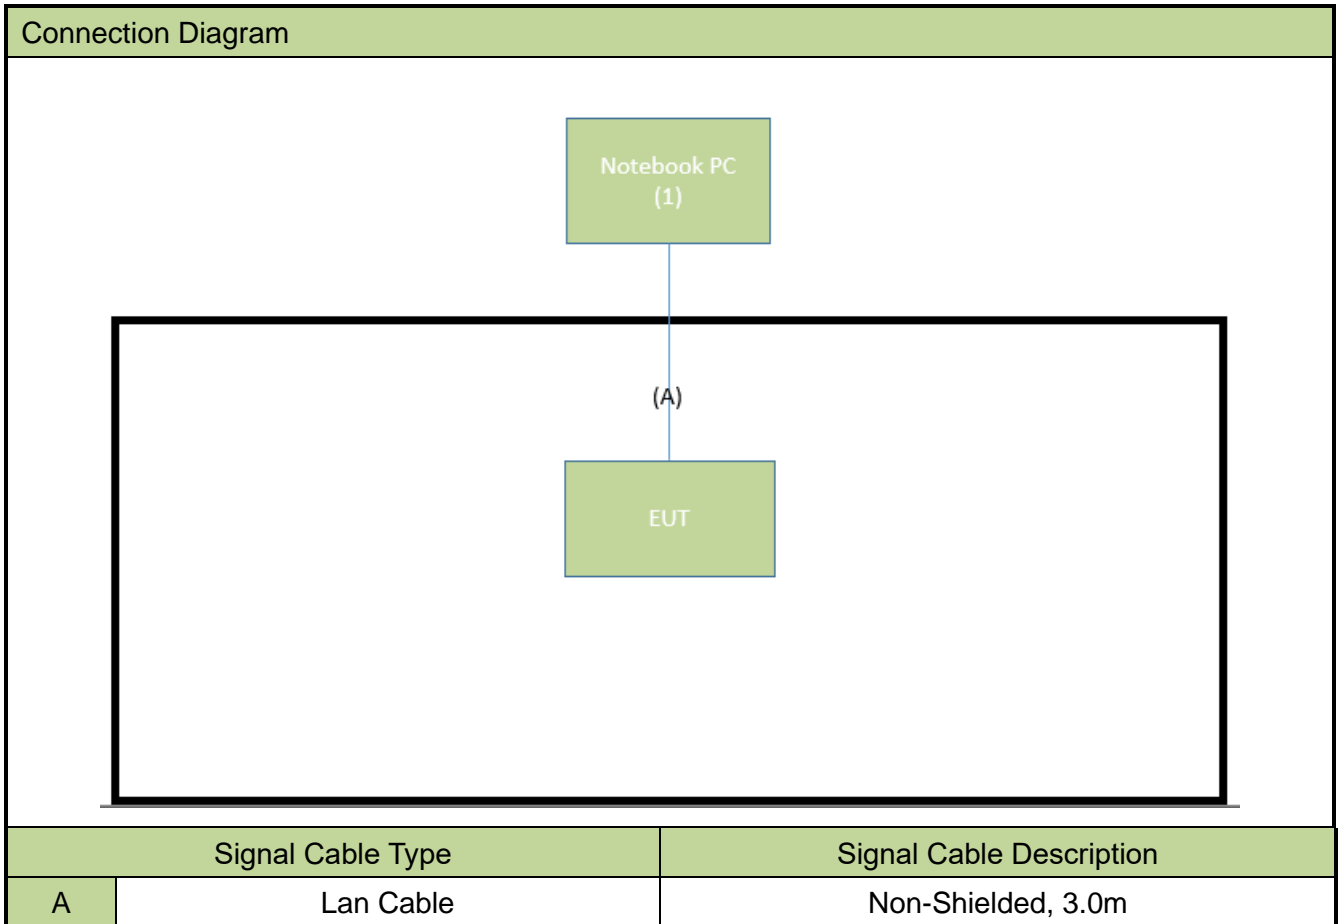 Connection Diagram
Notebook PC
(1)
(A)
EUT
Signal Cable Type Signal Cable Description
A Lan Cable Non-Shielded, 3.0m